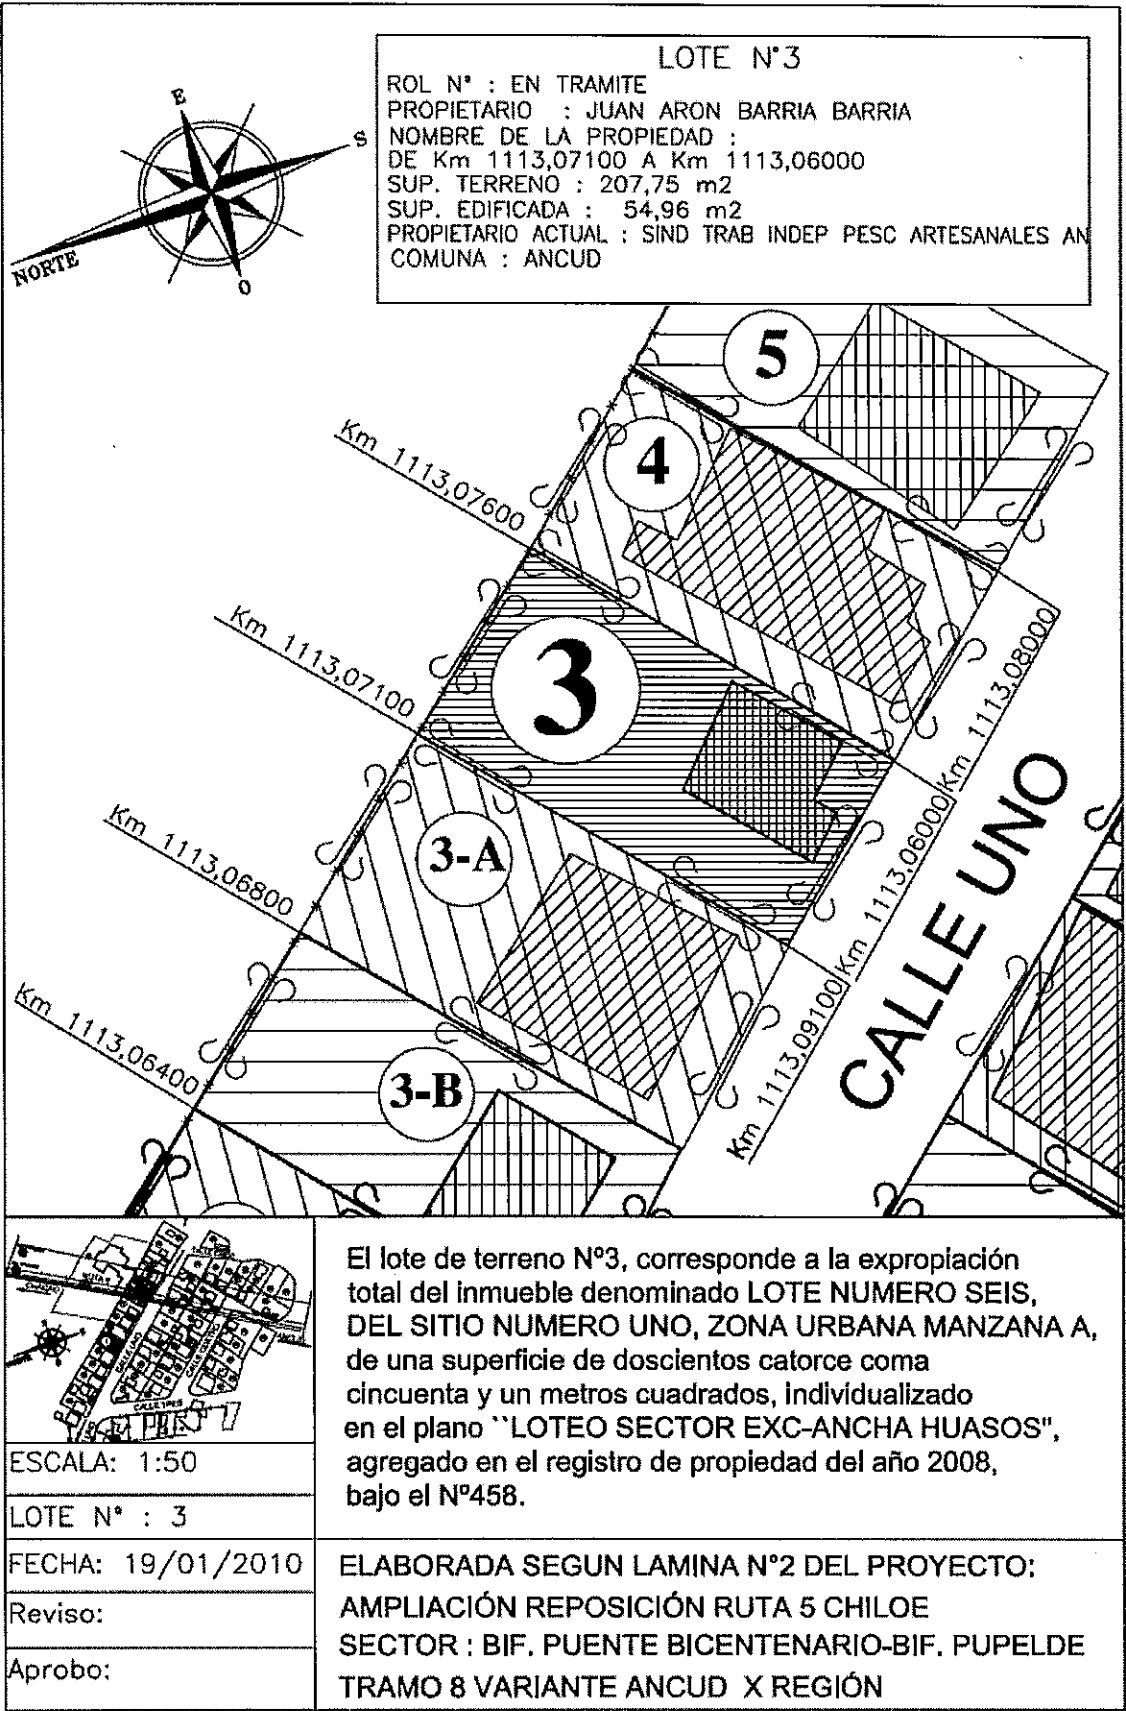 LOTE N°3
ROL N° : EN TRAMITE
PROPIETARIO : JUAN ARON BARRIA BARRIA
NOMBRE DE LA PROPIEDAD :
DE Km 1113,07100 A Km 1113,06000
SUP. TERRENO : 207,75 m2
SUP. EDIFICADA : 54,96 m2
PROPIETARIO ACTUAL : SIND TRAB INDEP PESC ARTESANALES AN
COMUNA : ANCUD
E
S
NORTE
O
5
4
3
3-A
3-B
Km 1113,07600
Km 1113,07100
Km 1113,06800
Km 1113,06400
Km 1113,08000
Km 1113,06000
Km 1113,09100
CALLE UNO
CALLE UNO
CALLE TRES
ESCALA: 1:50
LOTE N° : 3
FECHA: 19/01/2010
Reviso:
Aprobo:
El lote de terreno Nº3, corresponde a la expropiación
total del inmueble denominado LOTE NUMERO SEIS,
DEL SITIO NUMERO UNO, ZONA URBANA MANZANA A,
de una superficie de doscientos catorce coma
cincuenta y un metros cuadrados, individualizado
en el plano ``LOTEO SECTOR EXC-ANCHA HUASOS",
agregado en el registro de propiedad del año 2008,
bajo el Nº458.
ELABORADA SEGUN LAMINA N°2 DEL PROYECTO:
AMPLIACIÓN REPOSICIÓN RUTA 5 CHILOE
SECTOR : BIF. PUENTE BICENTENARIO-BIF. PUPELDE
TRAMO 8 VARIANTE ANCUD X REGIÓN